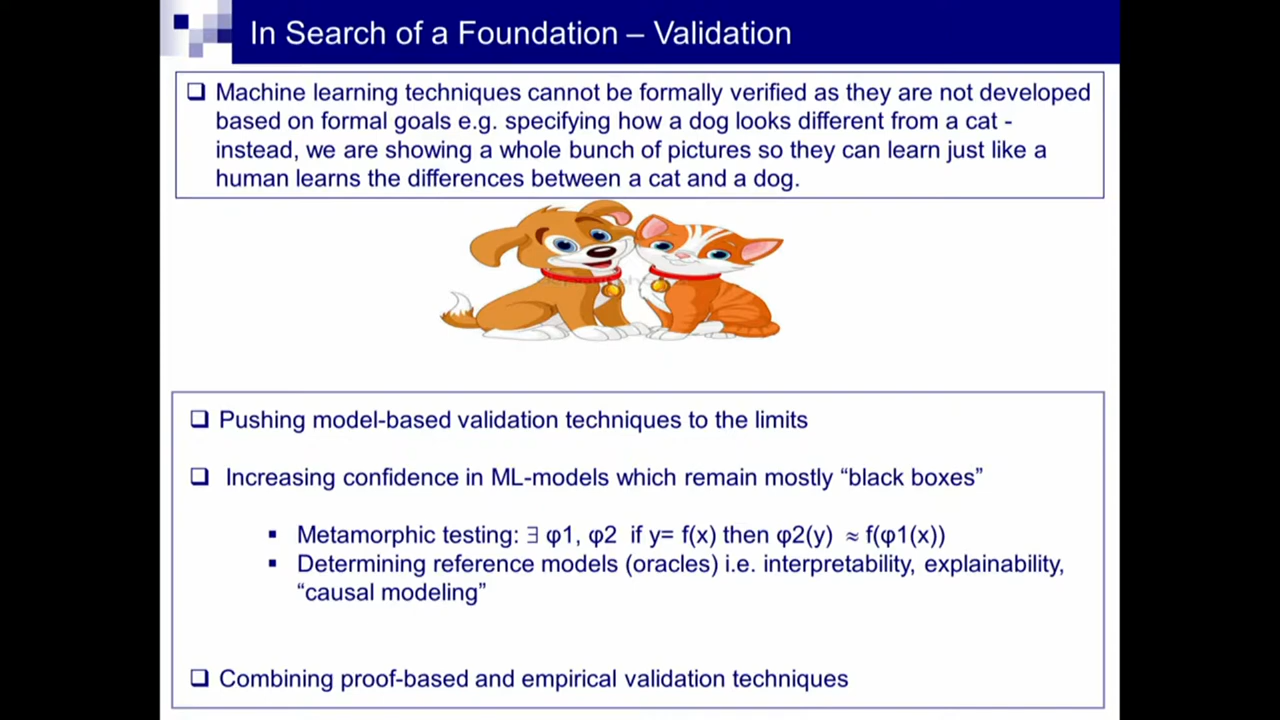 In Search of a Foundation – Validation
❑ Machine learning techniques cannot be formally verified as they are not developed
based on formal goals e.g. specifying how a dog looks different from a cat -
instead, we are showing a whole bunch of pictures so they can learn just like a
human learns the differences between a cat and a dog.
❑ Pushing model-based validation techniques to the limits
❑ Increasing confidence in ML-models which remain mostly “black boxes”
▪ Metamorphic testing: ∃ φ1, φ2 if y= f(x) then φ2(y) ≈ f(φ1(x))
▪ Determining reference models (oracles) i.e. interpretability, explainability,
“causal modeling”
❑ Combining proof-based and empirical validation techniques